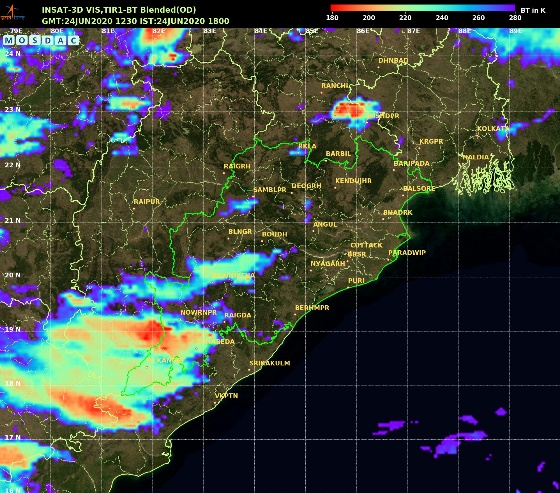 INSAT-3D VIS,TIR1-BT Blended(OD)
GMT:24JUN2020 1230 IST:24JUN2020 1800
BT in K
180 200 220 240 260 280
79E 80E 81E 82E 83E 84E 85E 86E 87E 88E 89E
MOSDAC
24 N
DHNBAD
RANCHI
23 N
KOLKATA
KRGPR
RKLA
BARBIL
HALDIA
22 N
RAIGRH
BARIPADA
KENDUJHR
SAMBLPR
DEOGRH
BALSORE
RAIPUR
BHADRK
21 N
ANGUL
BLNGR
BOUDH
CUTTACK
BBSR
PARADWIP
NYAGARH
20 N
PURI
BERHMPR
NOWRNPR
RAIGDA
19 N
SRIKAKULM
18 N
VKPTN
17 N